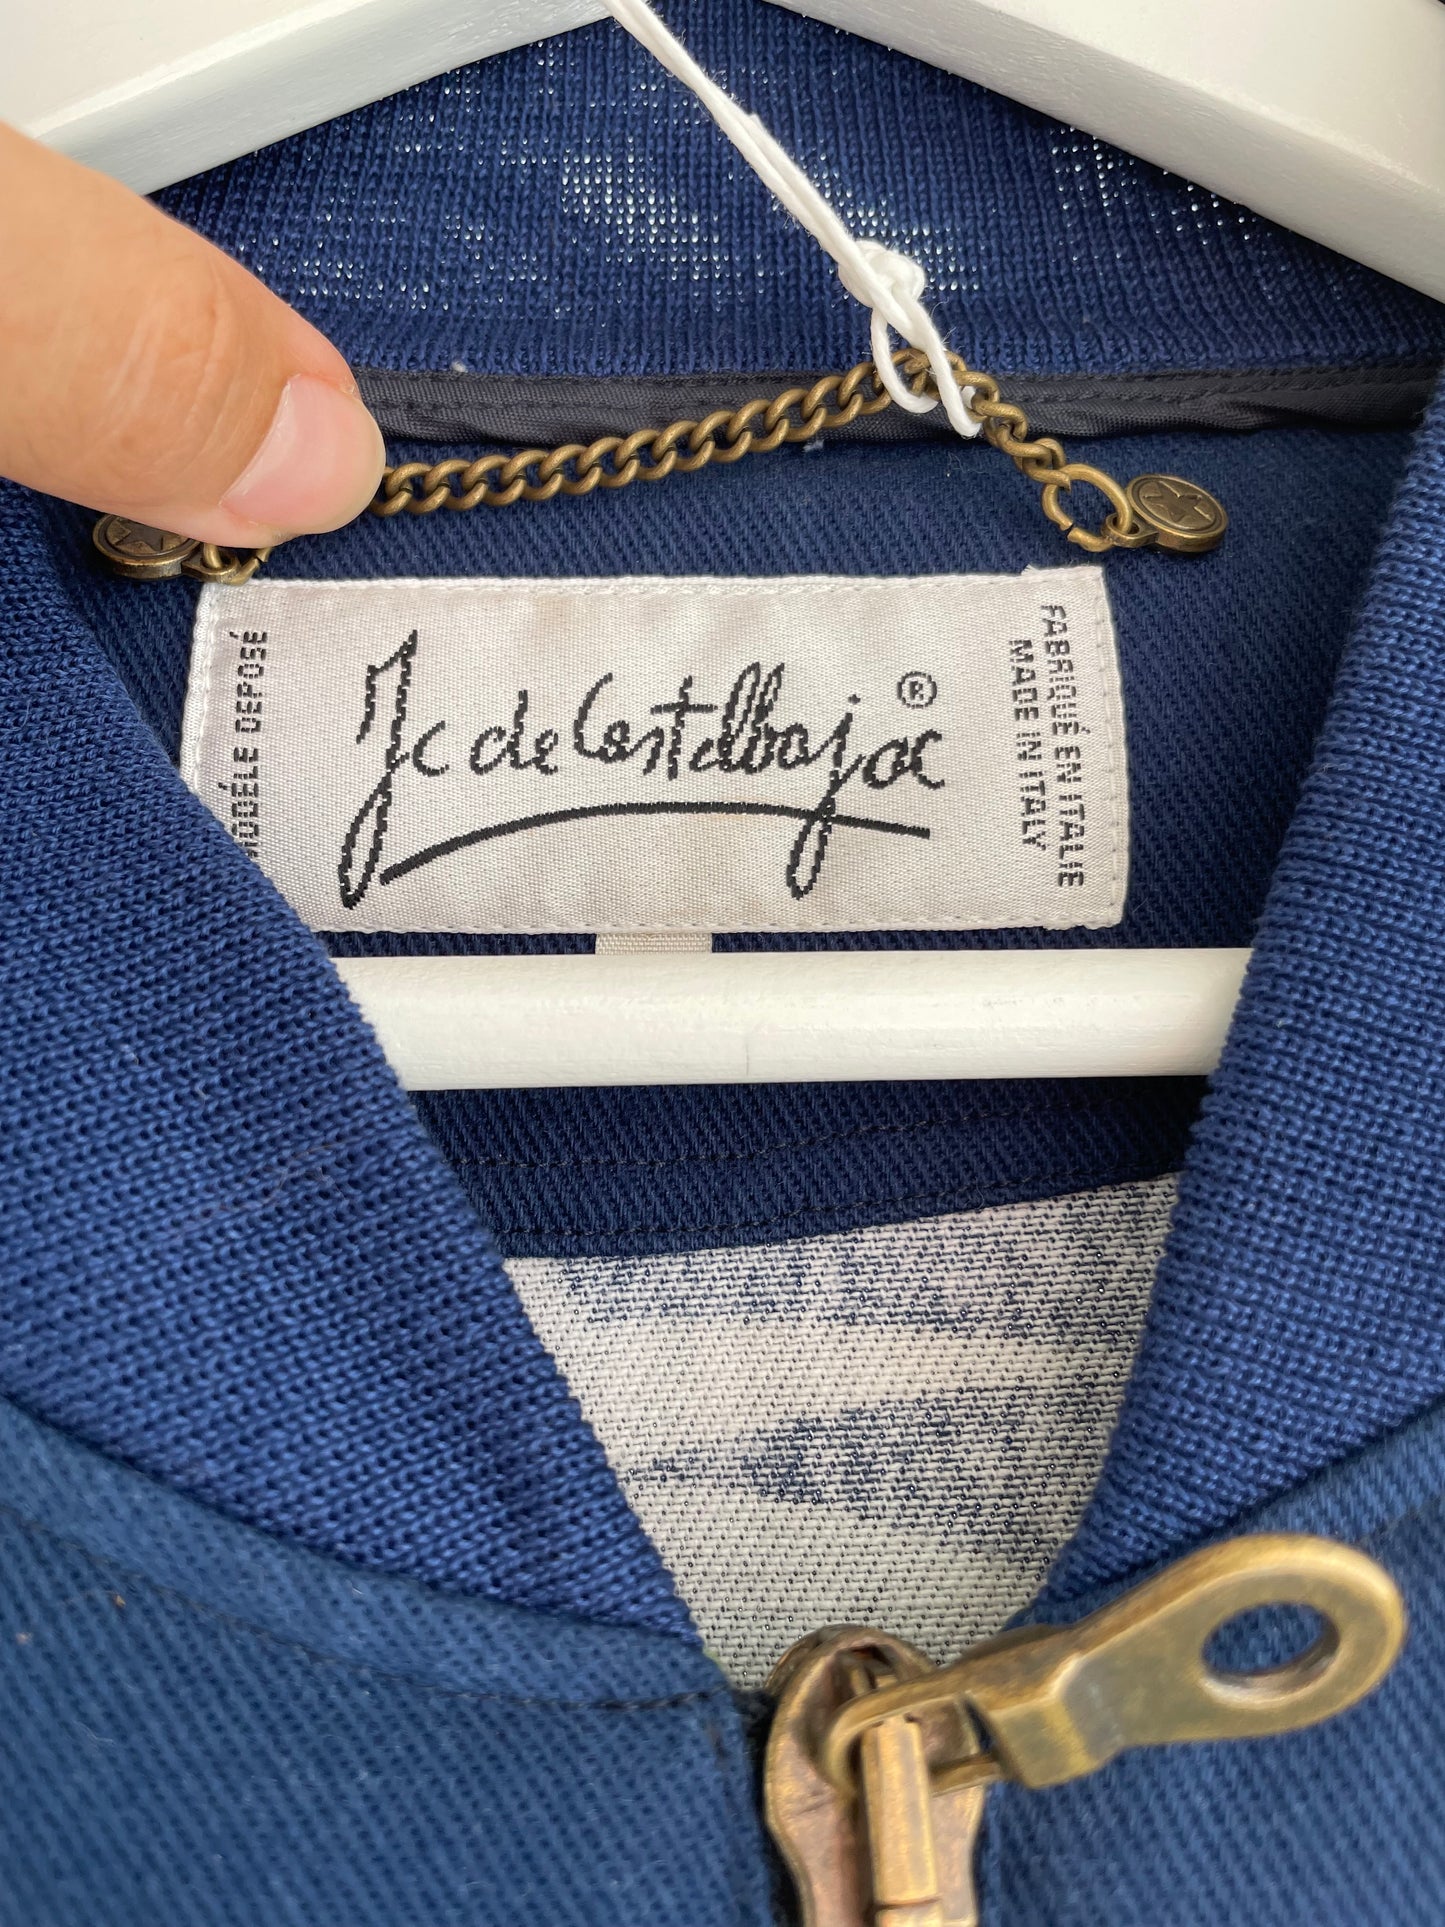 MODÈLE DEPOSÉ
Jc de Castelbajac ®
FABRIQUÉ EN ITALIE
MADE IN ITALY